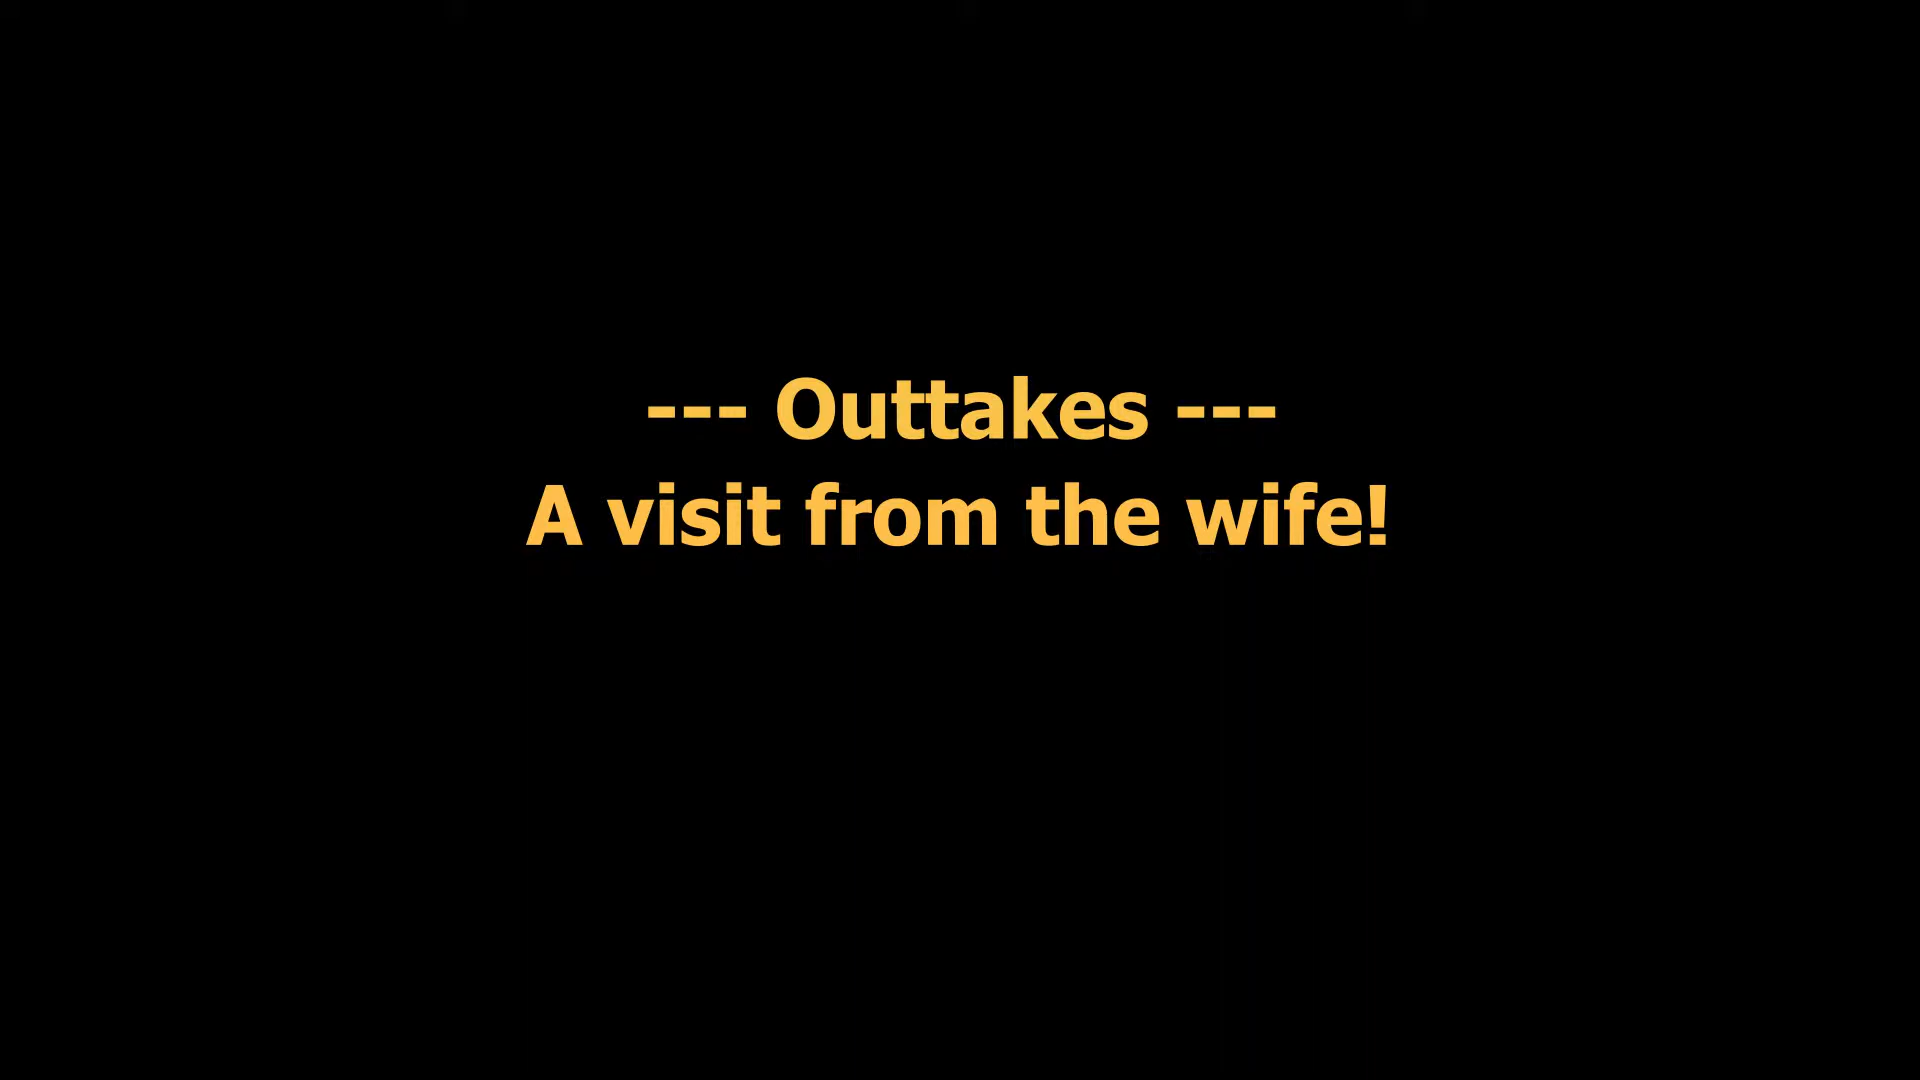 --- Outtakes ---
A visit from the wife!